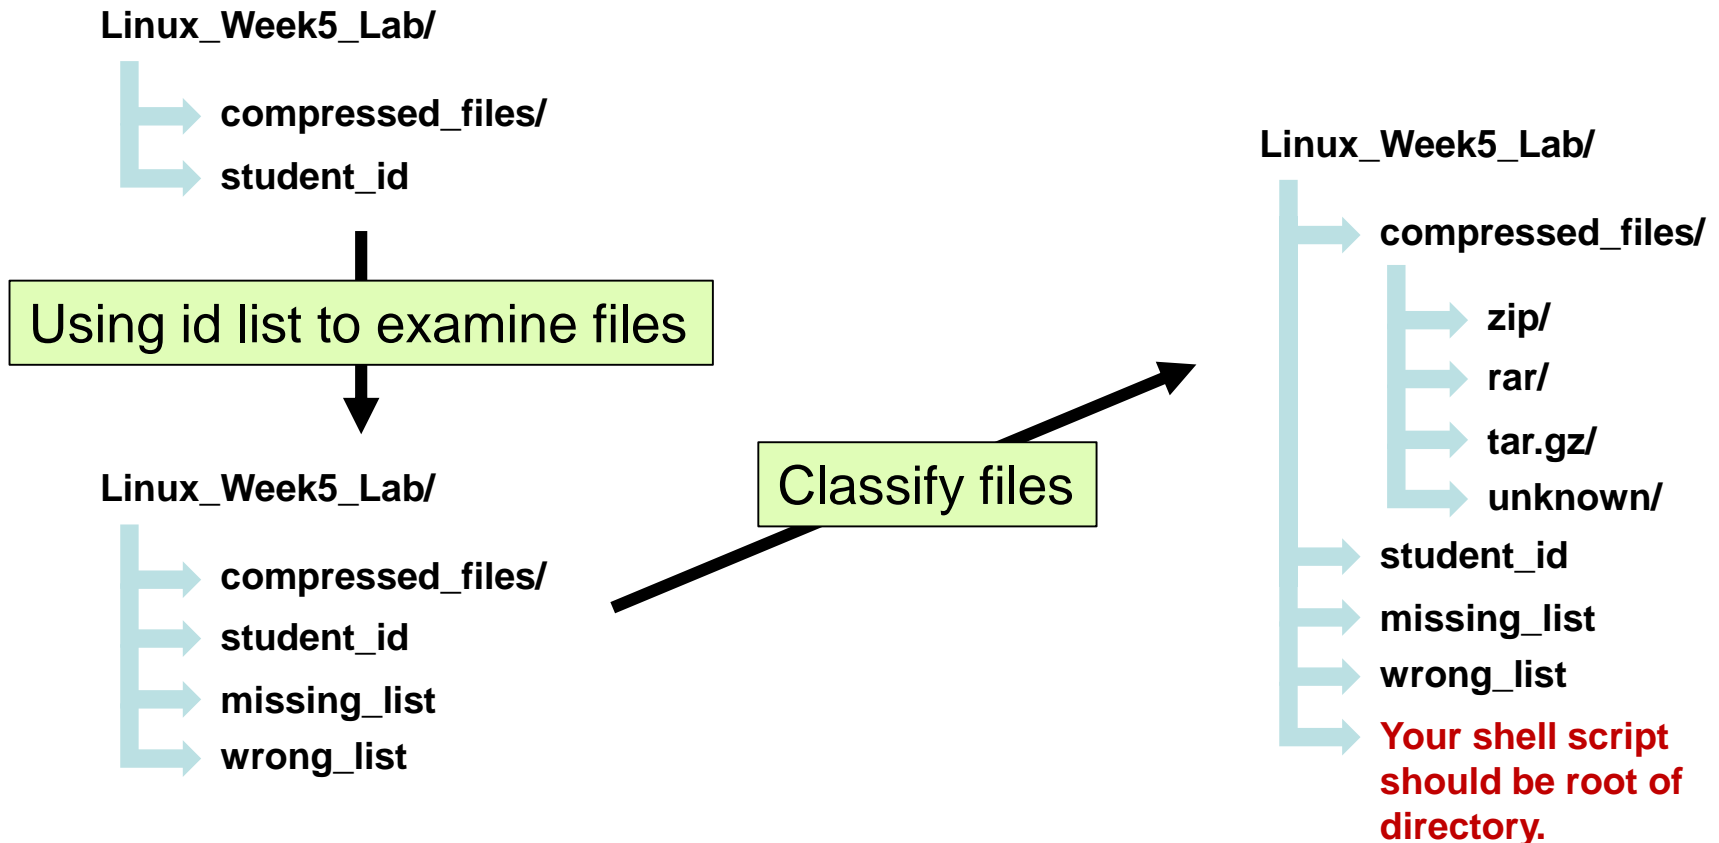 Linux_Week5_Lab/
compressed_files/
student_id
Using id list to examine files
Linux_Week5_Lab/
compressed_files/
student_id
missing_list
wrong_list
Classify files
Linux_Week5_Lab/
compressed_files/
zip/
rar/
tar.gz/
unknown/
student_id
missing_list
wrong_list
Your shell script
should be root of
directory.